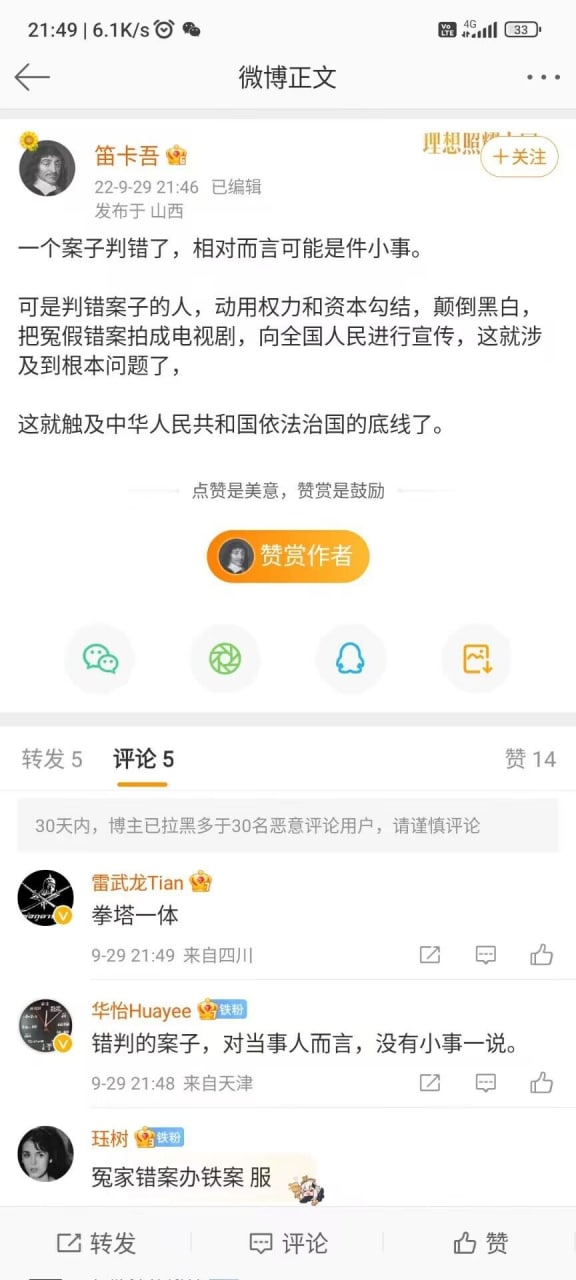 21:49 | 6.1K/s
Vo
LTE
4G
33
微博正文
笛卡吾
理想照耀中国
+关注
22-9-29 21:46 已编辑
发布于 山西
一个案子判错了，相对而言可能是件小事。
可是判错案子的人，动用权力和资本勾结，颠倒黑白，
把冤假错案拍成电视剧，向全国人民进行宣传，这就涉
及到根本问题了，
这就触及中华人民共和国依法治国的底线了。
点赞是美意，赞赏是鼓励
赞赏作者
转发 5 评论 5 赞 14
30天内，博主已拉黑多于30名恶意评论用户，请谨慎评论
雷武龙Tian
拳塔一体
9-29 21:49 来自四川
华怡Huayee 铁粉
错判的案子，对当事人而言，没有小事一说。
9-29 21:48 来自天津
珏树 铁粉
冤家错案办铁案 服
转发 评论 赞